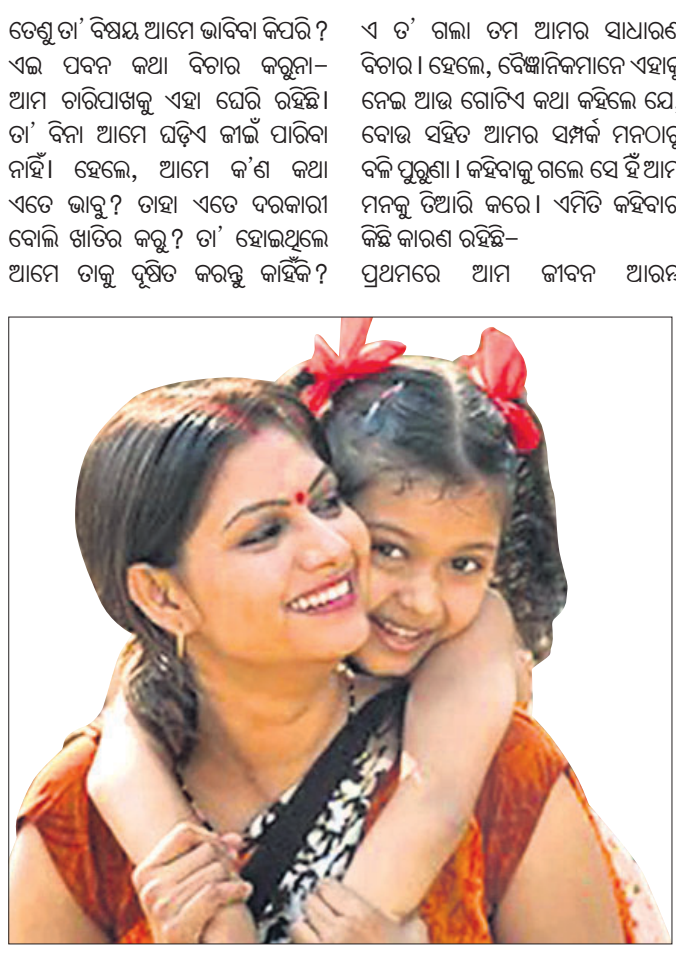 ତେଣୁ ତା’ ବିଷୟ ଆମେ ଭାବିବା କିପରି ?
ଏଇ ପବନ କଥା ବିଚାର କରୁନା–
ଆମ ଚାରିପାଖକୁ ଏହା ଘେରି ରହିଛି।
ତା’ ବିନା ଆମେ ଘଡ଼ିଏ ଜୀଇଁ ପାରିବା
ନାହିଁ। ହେଲେ, ଆମେ କ’ଣ କଥା
ଏତେ ଭାବୁ ? ତାହା ଏତେ ଦରକାରୀ
ବୋଲି ଖାତିର କରୁ ? ତା’ ହୋଇଥିଲେ
ଆମେ ତାକୁ ଦୂଷିତ କରନ୍ତୁ କାହିଁକି ?
ଏ ତ’ ଗଲା ତମ ଆମର ସାଧାରଣ
ବିଚାର। ହେଲେ, ବୈଜ୍ଞାନିକମାନେ ଏହାକୁ
ନେଇ ଆଉ ଗୋଟିଏ କଥା କହିଲେ ଯେ,
ବୋଉ ସହିତ ଆମର ସମ୍ପର୍କ ମନଠାରୁ
ବଳି ପୁରୁଣା। କହିବାକୁ ଗଲେ ସେ ହିଁ ଆମ
ମନକୁ ତିଆରି କରେ। ଏମିତି କହିବାର
କିଛି କାରଣ ରହିଛି–
ପ୍ରଥମରେ ଆମ ଜୀବନ